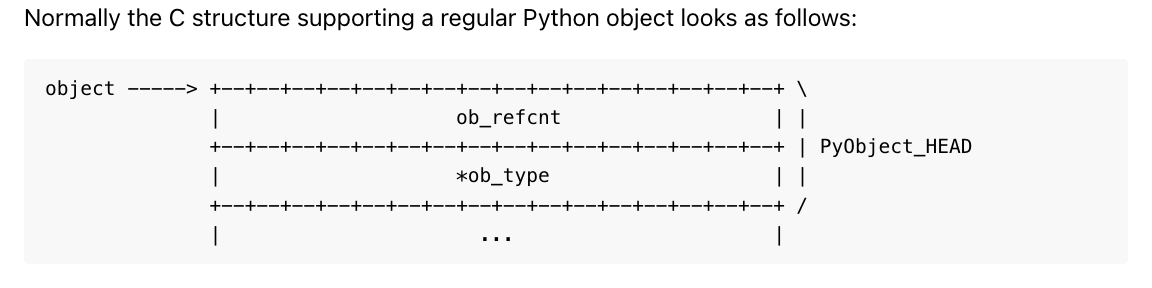 Normally the C structure supporting a regular Python object looks as follows:
object -----> +--+--+--+--+--+--+--+--+--+--+--+--+--+--+--+--+ \
              |                    ob_refcnt                  | |
              +--+--+--+--+--+--+--+--+--+--+--+--+--+--+--+--+ | PyObject_HEAD
              |                    *ob_type                   | |
              +--+--+--+--+--+--+--+--+--+--+--+--+--+--+--+--+ /
              |                      ...                      |